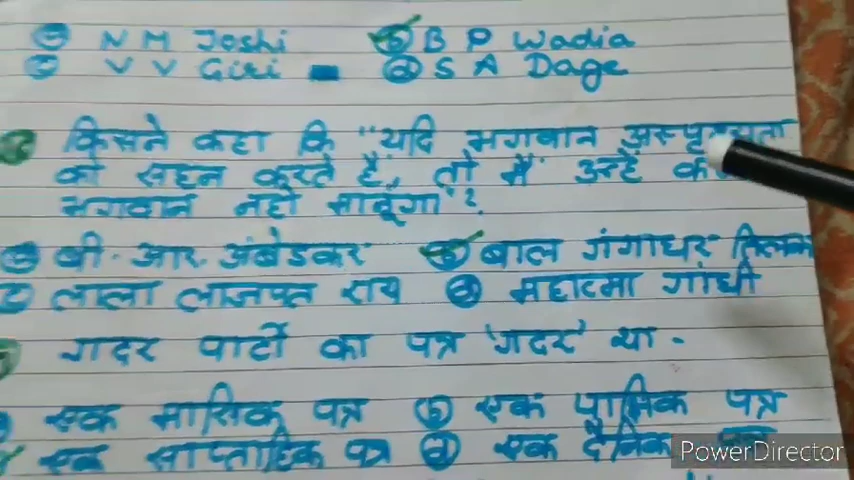 ⓐ N M Joshi ⓑ B P Wadia
ⓒ V V Giri ⓓ S A Dage
किसने कहा कि "यदि भगवान अस्पृश्यता
को सहन करते हैं, तो मैं उन्हें
भगवान नहीं मानूंगा"?
ⓐ बी. आर. अंबेडकर ⓑ बाल गंगाधर तिलक
ⓒ लाला लाजपत राय ⓓ महात्मा गांधी
गदर पार्टी का पत्र 'गदर' था -
एक मासिक पत्र ⓑ एक पाक्षिक पत्र
एक साप्ताहिक पत्र ⓓ एक दैनिक पत्र
PowerDirector